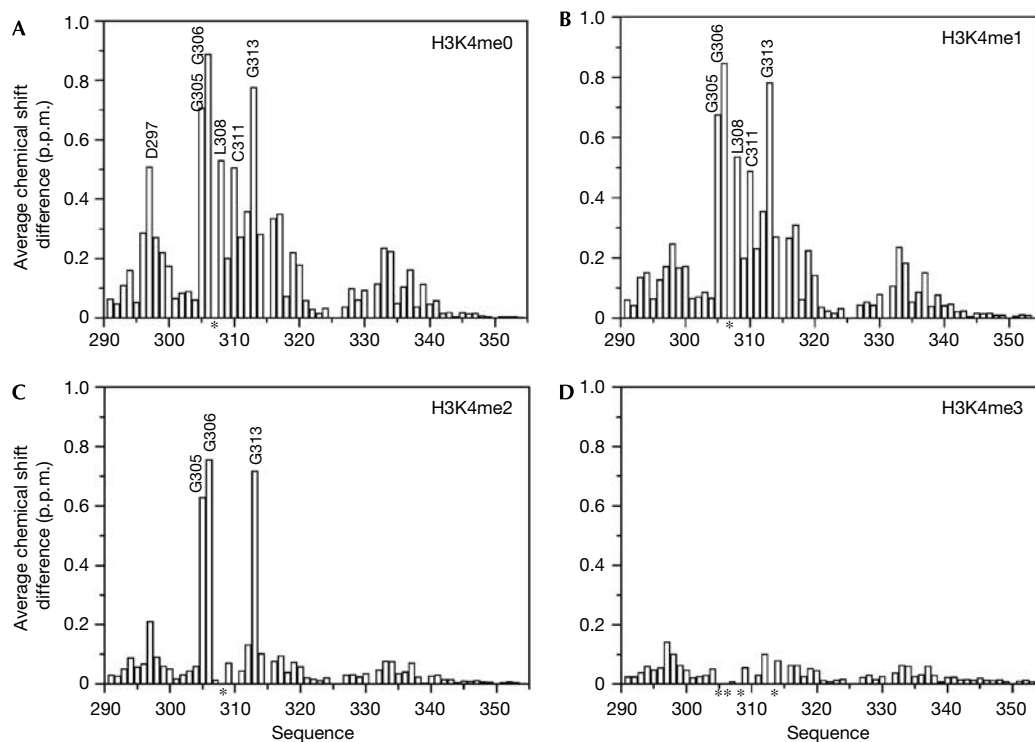 A
H3K4me0
Average chemical shift
difference (p.p.m.)
1.0
0.8
0.6
0.4
0.2
0
D297
G305
G306
L308
C311
G313
*
290 300 310 320 330 340 350
B
H3K4me1
1.0
0.8
0.6
0.4
0.2
0
G305
G306
L308
C311
G313
*
290 300 310 320 330 340 350
C
H3K4me2
Average chemical shift
difference (p.p.m.)
1.0
0.8
0.6
0.4
0.2
0
G305
G306
G313
*
290 300 310 320 330 340 350
Sequence
D
H3K4me3
1.0
0.8
0.6
0.4
0.2
0
** * *
290 300 310 320 330 340 350
Sequence